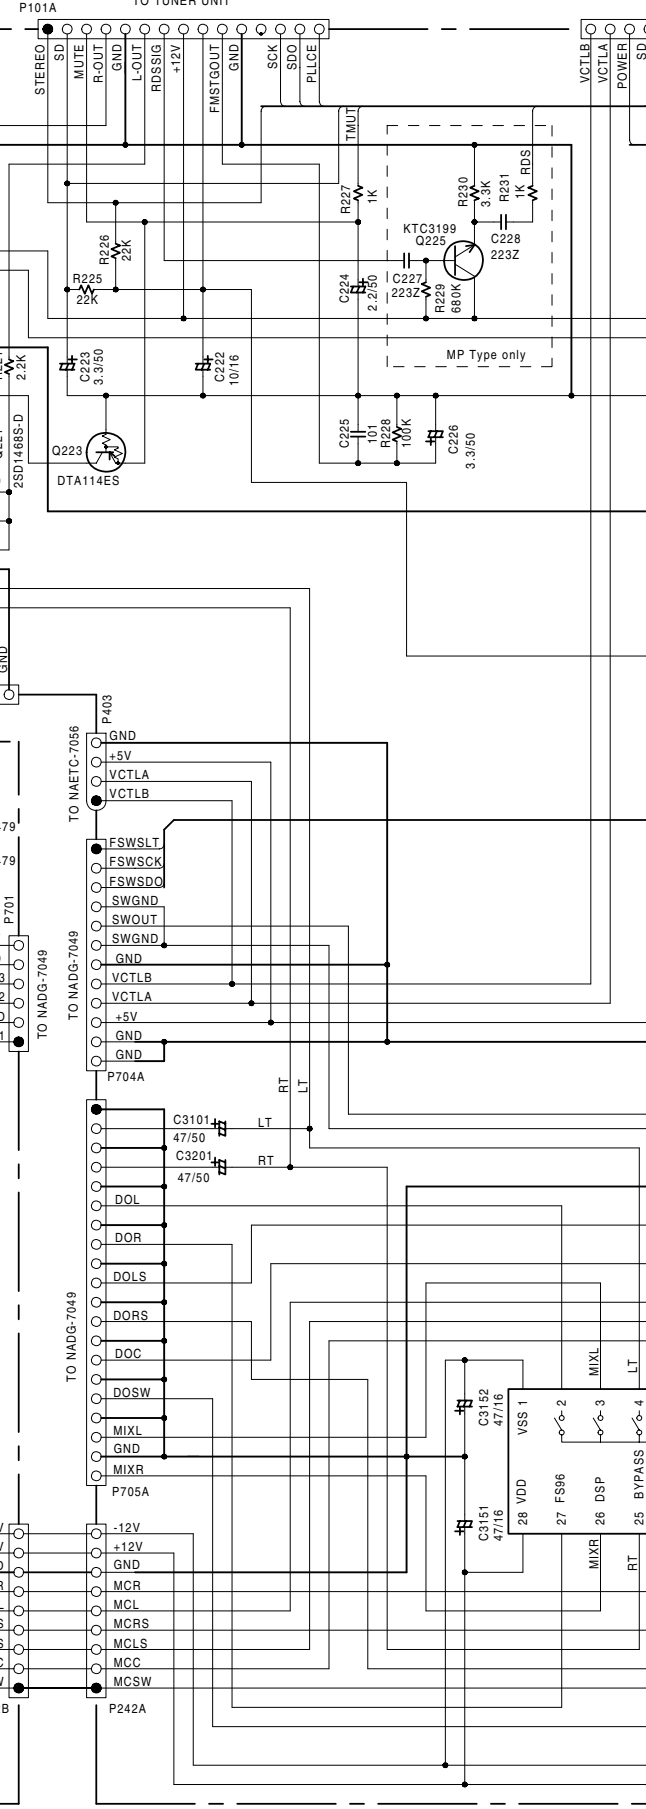 P101A
TO TUNER UNIT
STEREO
SD
MUTE
R-OUT
GND
L-OUT
RDSSIG
+12V
FMSTGOUT
GND
SCK
SDO
PLLCE
VCTLB
VCTLA
POWER
TMUT
R227
1K
R230
3.3K
R231
1K
RDS
KTC3199
Q225
C228
223Z
C227
223Z
R229
680K
MP Type only
R226
22K
R225
22K
C224
2.2/50
C223
3.3/50
C222
10/16
2.2K
2SD1468S-D
Q223
DTA114ES
C225
101
R228
100K
C226
3.3/50
GND
P403
TO NAETC-7056
GND
+5V
VCTLA
VCTLB
P701
TO NADG-7049
TO NADG-7049
FSWSLT
FSWSCK
FSWSDO
SWGND
SWOUT
SWGND
GND
VCTLB
VCTLA
+5V
GND
GND
P704A
RT
LT
C3101
47/50
LT
C3201
47/50
RT
TO NADG-7049
DOL
DOR
DOLS
DORS
DOC
DOSW
MIXL
GND
MIXR
P705A
C3152
47/16
C3151
47/16
MIXL
LT
VSS 1
2
3
4
28 VDD
27 FS96
26 DSP
25 BYPASS
MIXR
RT
-12V
+12V
GND
MCR
MCL
MCRS
MCLS
MCC
MCSW
P242A